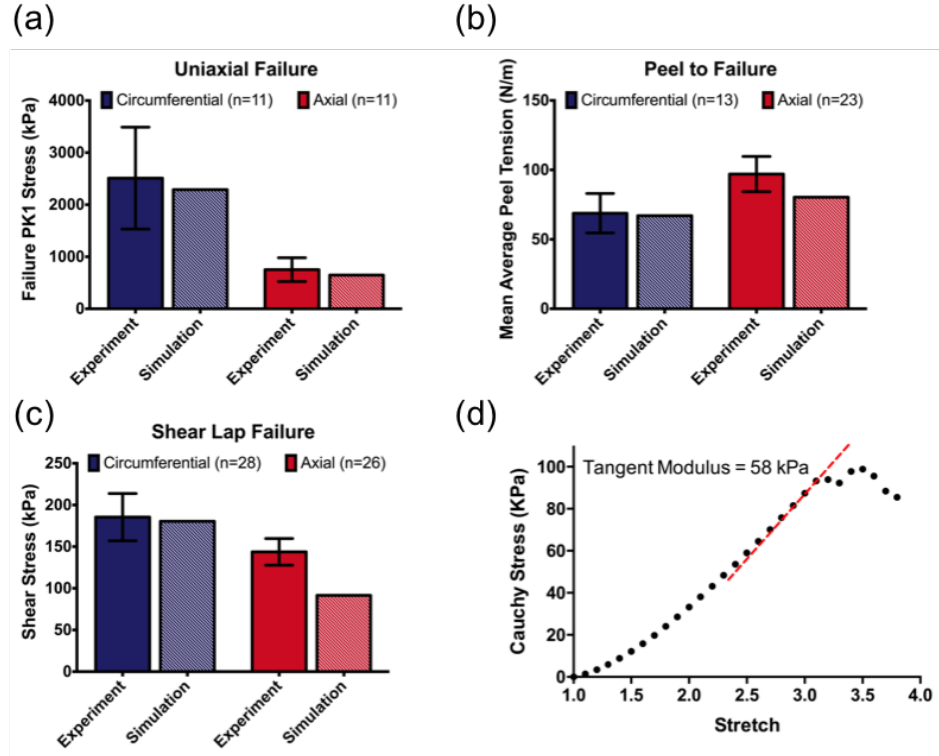 (a)
Uniaxial Failure
Circumferential (n=11) Axial (n=11)
Failure PK1 Stress (kPa)
4000
3000
2000
1000
0
Experiment
Simulation
Experiment
Simulation
(b)
Peel to Failure
Circumferential (n=13) Axial (n=23)
Mean Average Peel Tension (N/m)
150
100
50
0
Experiment
Simulation
Experiment
Simulation
(c)
Shear Lap Failure
Circumferential (n=28) Axial (n=26)
Shear Stress (kPa)
250
200
150
100
50
0
Experiment
Simulation
Experiment
Simulation
(d)
Tangent Modulus = 58 kPa
Cauchy Stress (KPa)
100
80
60
40
20
0
1.0 1.5 2.0 2.5 3.0 3.5 4.0
Stretch